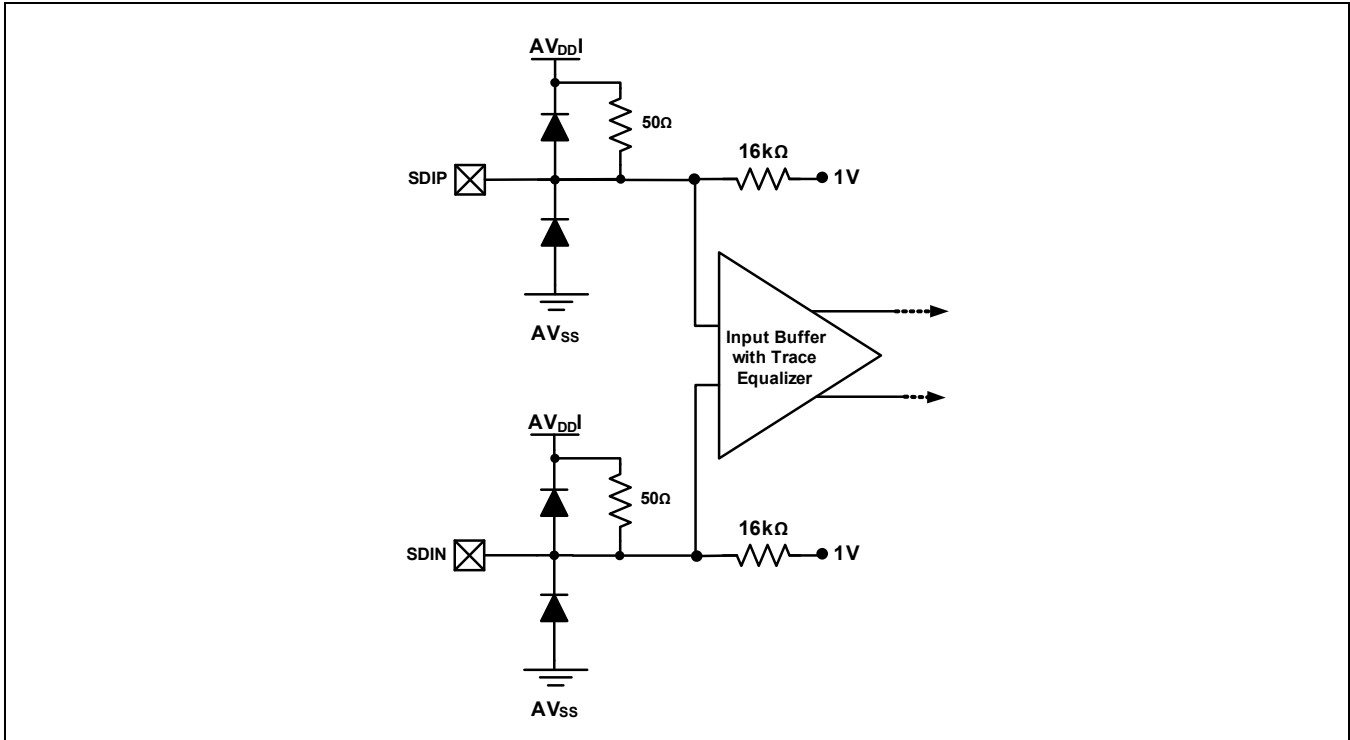 AVDDI
50Ω
16kΩ
SDIP
1V
AVSS
Input Buffer
with Trace
Equalizer
AVDDI
50Ω
16kΩ
SDIN
1V
AVSS